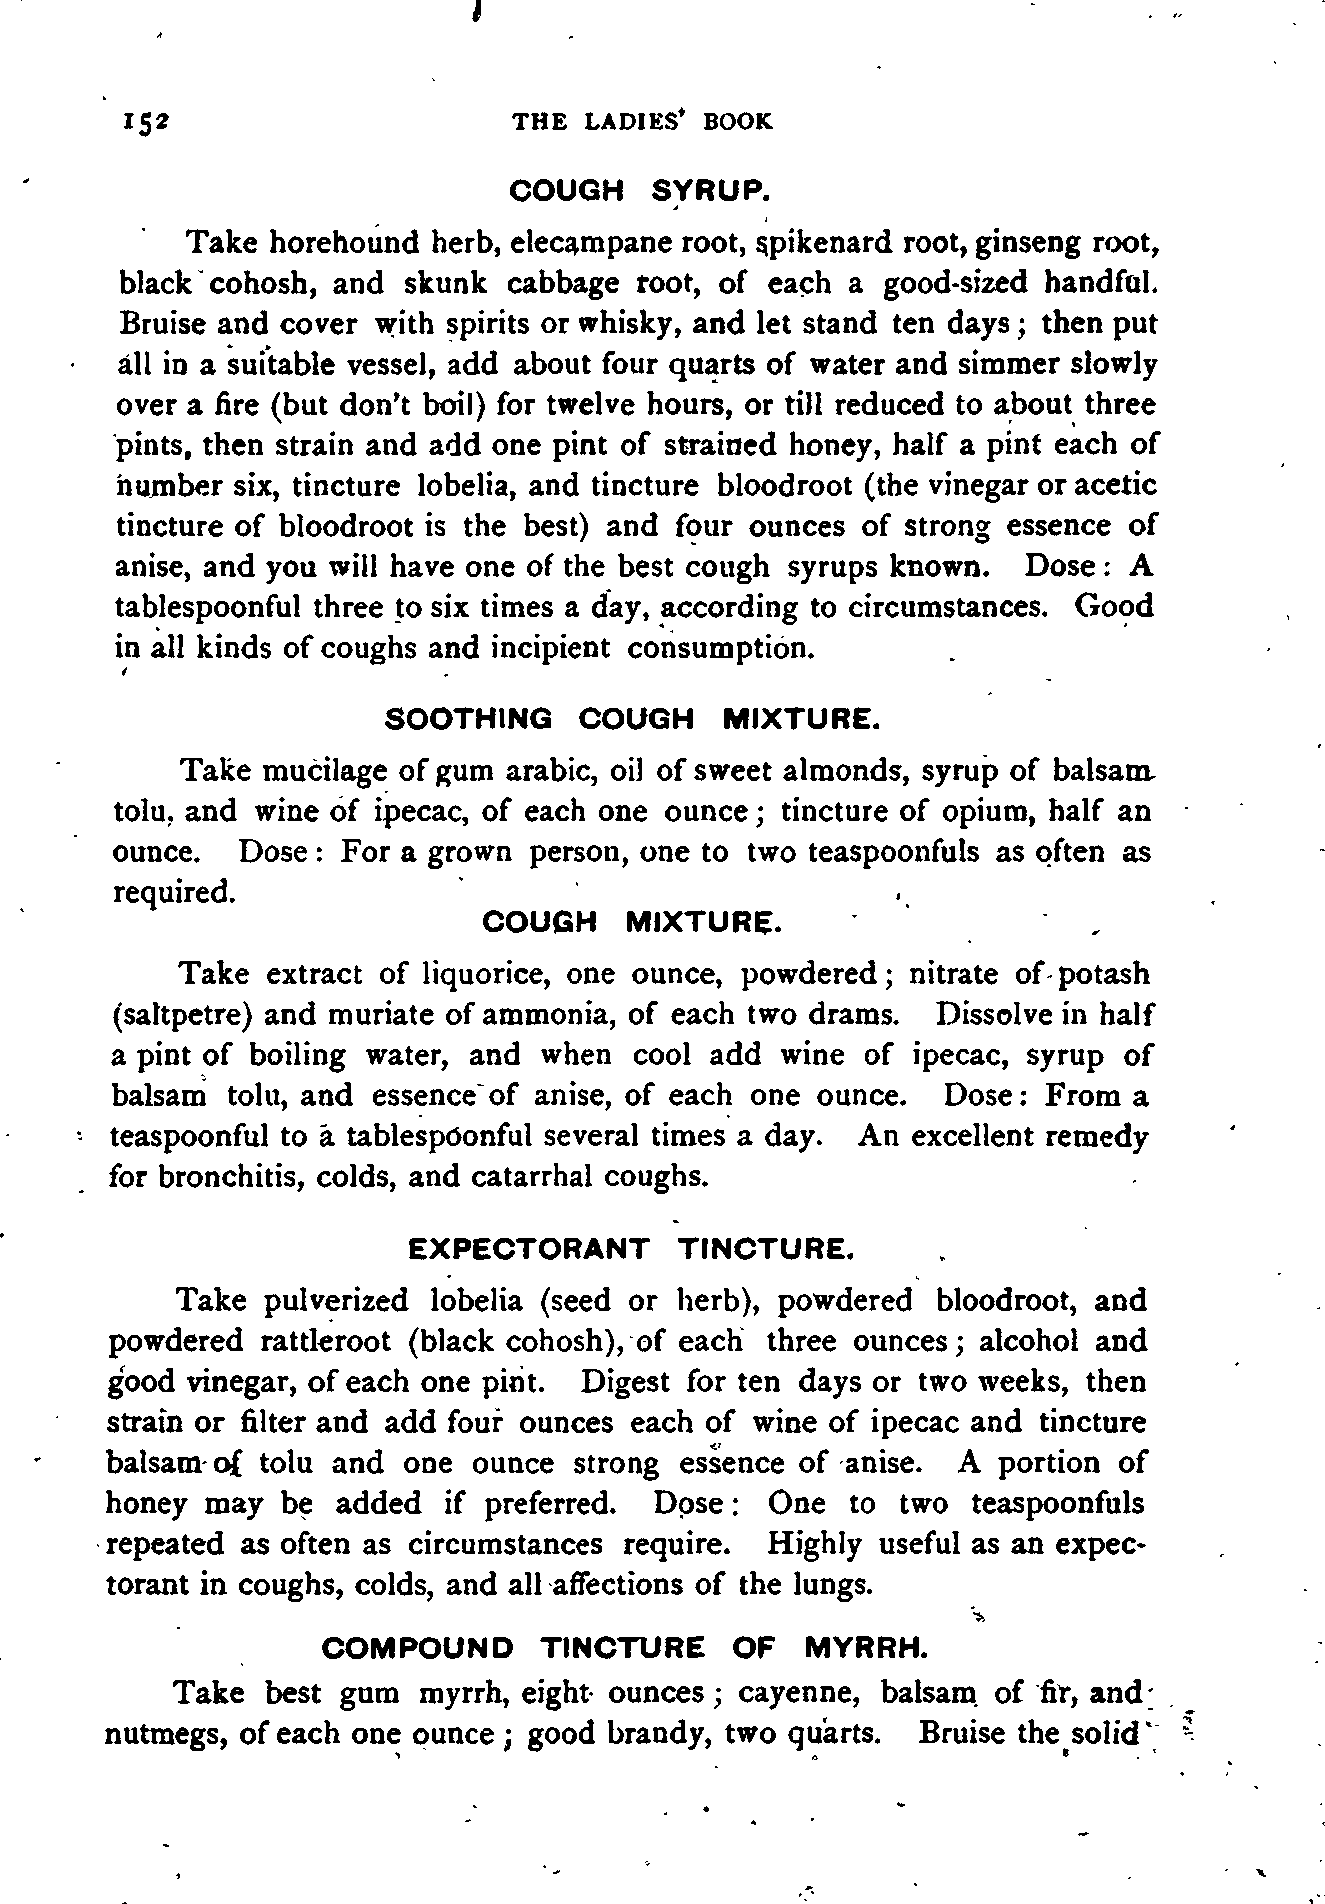 152 THE LADIES' BOOK
COUGH SYRUP.
Take horehound herb, elecampane root, spikenard root, ginseng root,
black cohosh, and skunk cabbage root, of each a good-sized handful.
Bruise and cover with spirits or whisky, and let stand ten days; then put
all in a suitable vessel, add about four quarts of water and simmer slowly
over a fire (but don't boil) for twelve hours, or till reduced to about three
pints, then strain and add one pint of strained honey, half a pint each of
number six, tincture lobelia, and tincture bloodroot (the vinegar or acetic
tincture of bloodroot is the best) and four ounces of strong essence of
anise, and you will have one of the best cough syrups known. Dose: A
tablespoonful three to six times a day, according to circumstances. Good
in all kinds of coughs and incipient consumption.
SOOTHING COUGH MIXTURE.
Take mucilage of gum arabic, oil of sweet almonds, syrup of balsam
tolu, and wine of ipecac, of each one ounce; tincture of opium, half an
ounce. Dose: For a grown person, one to two teaspoonfuls as often as
required.
COUGH MIXTURE.
Take extract of liquorice, one ounce, powdered; nitrate of potash
(saltpetre) and muriate of ammonia, of each two drams. Dissolve in half
a pint of boiling water, and when cool add wine of ipecac, syrup of
balsam tolu, and essence of anise, of each one ounce. Dose: From a
teaspoonful to a tablespoonful several times a day. An excellent remedy
for bronchitis, colds, and catarrhal coughs.
EXPECTORANT TINCTURE.
Take pulverized lobelia (seed or herb), powdered bloodroot, and
powdered rattleroot (black cohosh), of each three ounces; alcohol and
good vinegar, of each one pint. Digest for ten days or two weeks, then
strain or filter and add four ounces each of wine of ipecac and tincture
balsam of tolu and one ounce strong essence of anise. A portion of
honey may be added if preferred. Dose: One to two teaspoonfuls
repeated as often as circumstances require. Highly useful as an expec-
torant in coughs, colds, and all affections of the lungs.
COMPOUND TINCTURE OF MYRRH.
Take best gum myrrh, eight ounces; cayenne, balsam of fir, and
nutmegs, of each one ounce; good brandy, two quarts. Bruise the solid